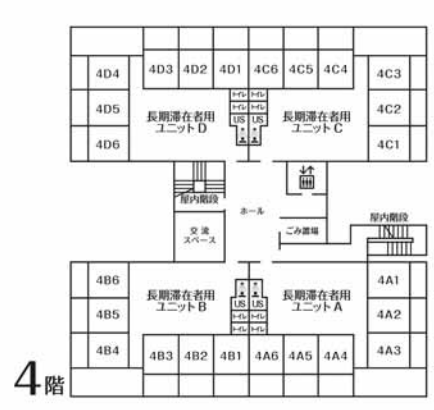 4D3 4D2 4D1 4C6 4C5 4C4
4D4 4C3
トイレ トイレ
トイレ トイレ
4D5 長期滞在者用 US US 長期滞在者用 4C2
ユニットD ユニットC
4D6 4C1
屋内階段
ホール
屋内階段
交流
スペース
ごみ置場
4B6 4A1
長期滞在者用 長期滞在者用
ユニットB US US ユニットA
4B5 4A2
トイレ トイレ
トイレ トイレ
4B4 4A3
4B3 4B2 4B1 4A6 4A5 4A4
4階